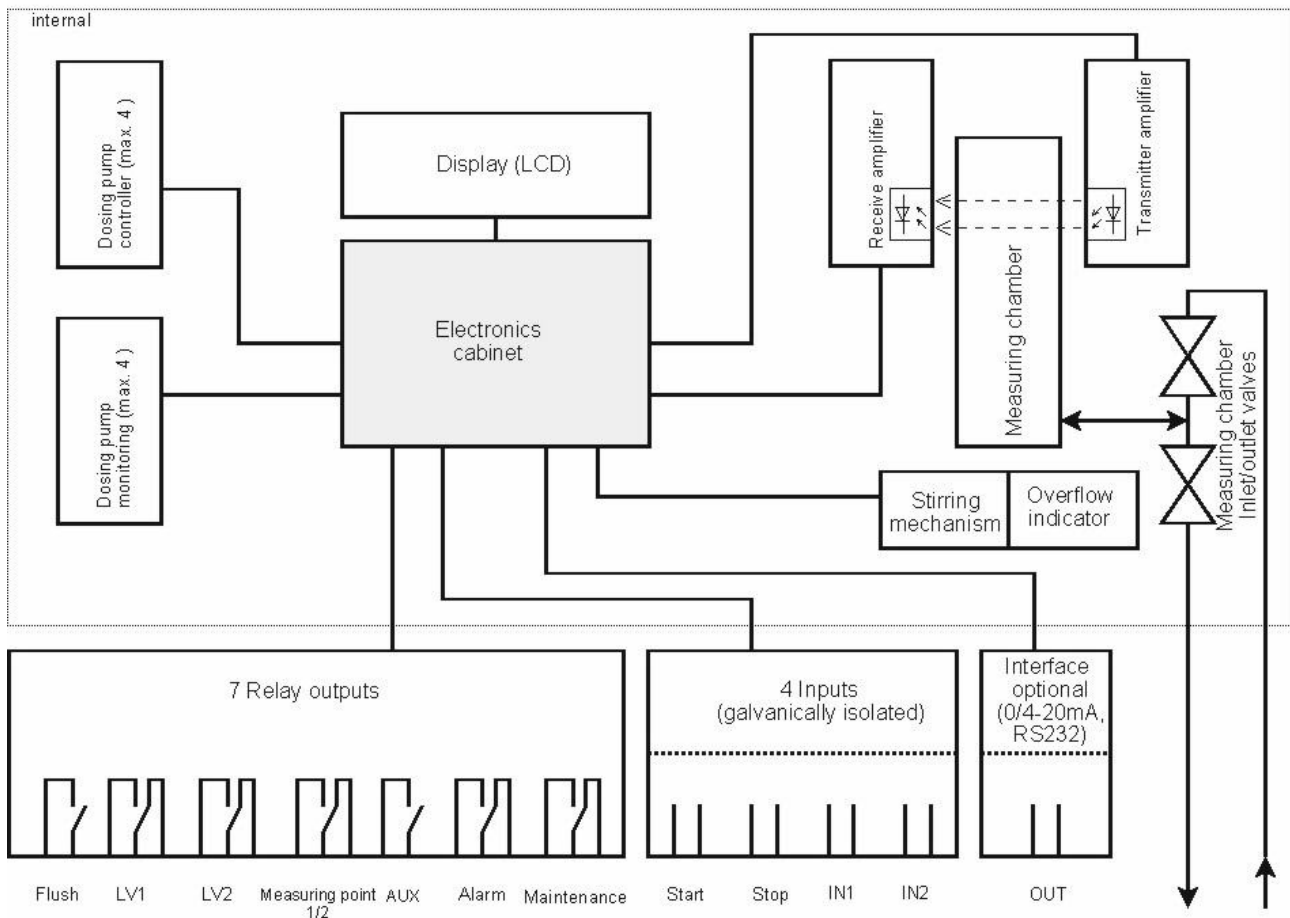 internal
Dosing pump
controller (max. 4 )
Display (LCD)
Receive amplifier
Transmitter amplifier
Measuring chamber
Electronics
cabinet
Dosing pump
monitoring (max. 4 )
Measuring chamber
Inlet/outlet valves
Stirring
mechanism
Overflow
indicator
7 Relay outputs
4 Inputs
(galvanically isolated)
Interface
optional
(0/4-20mA,
RS232)
Flush
LV1
LV2
Measuring point
1/2
AUX
Alarm
Maintenance
Start
Stop
IN1
IN2
OUT